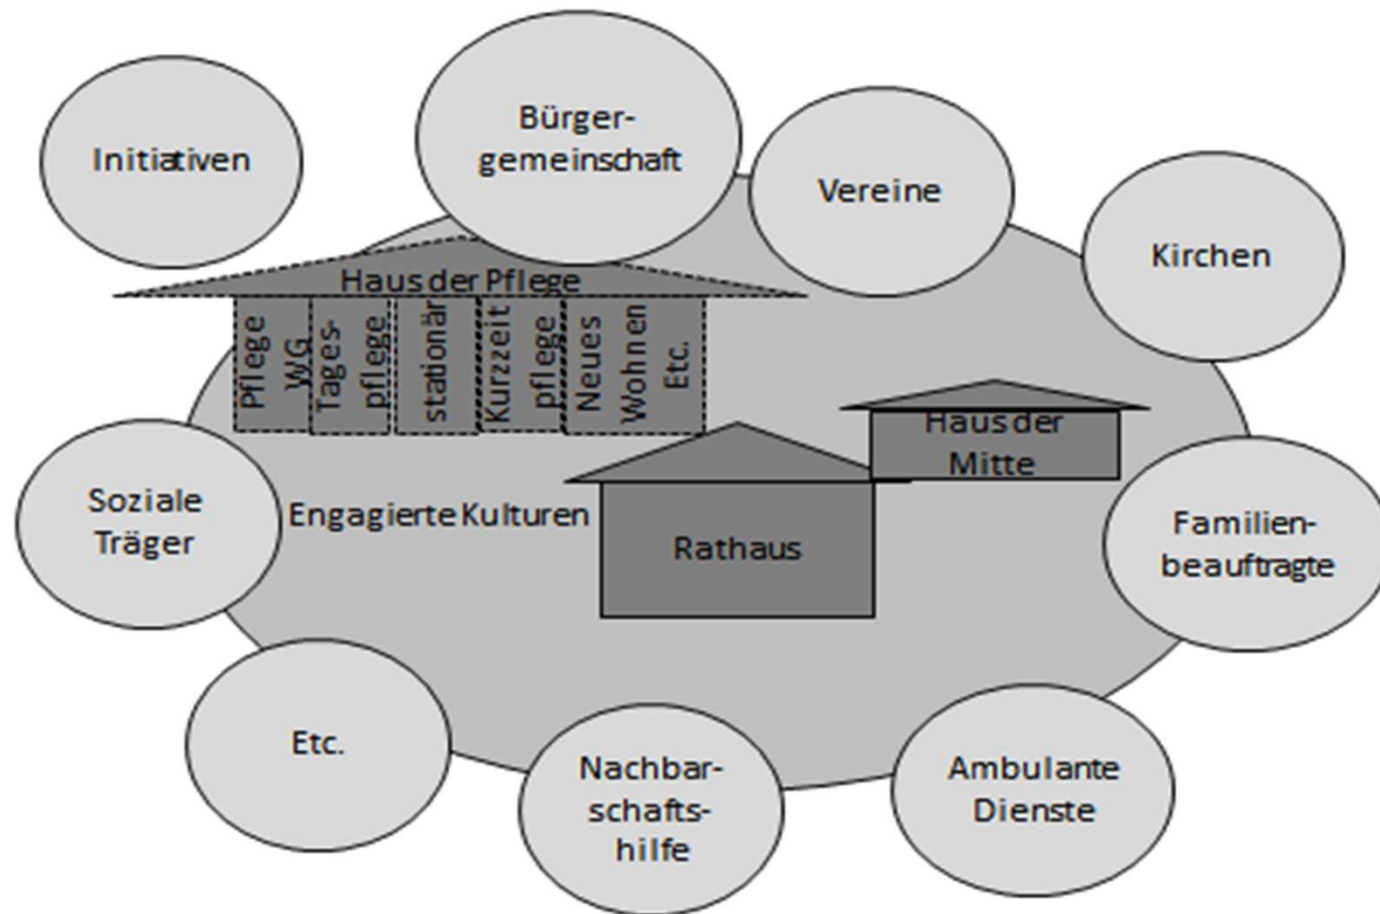 Bürger-
gemeinschaft
Initiativen
Vereine
Kirchen
Haus der Pflege
Pflege
WG
Tages-
pflege
stationär
Kurzeit
pflege
Neues
Wohnen
Etc.
Haus der
Mitte
Soziale
Träger
Engagierte Kulturen
Rathaus
Familien-
beauftragte
Etc.
Nachbar-
schafts-
hilfe
Ambulante
Dienste